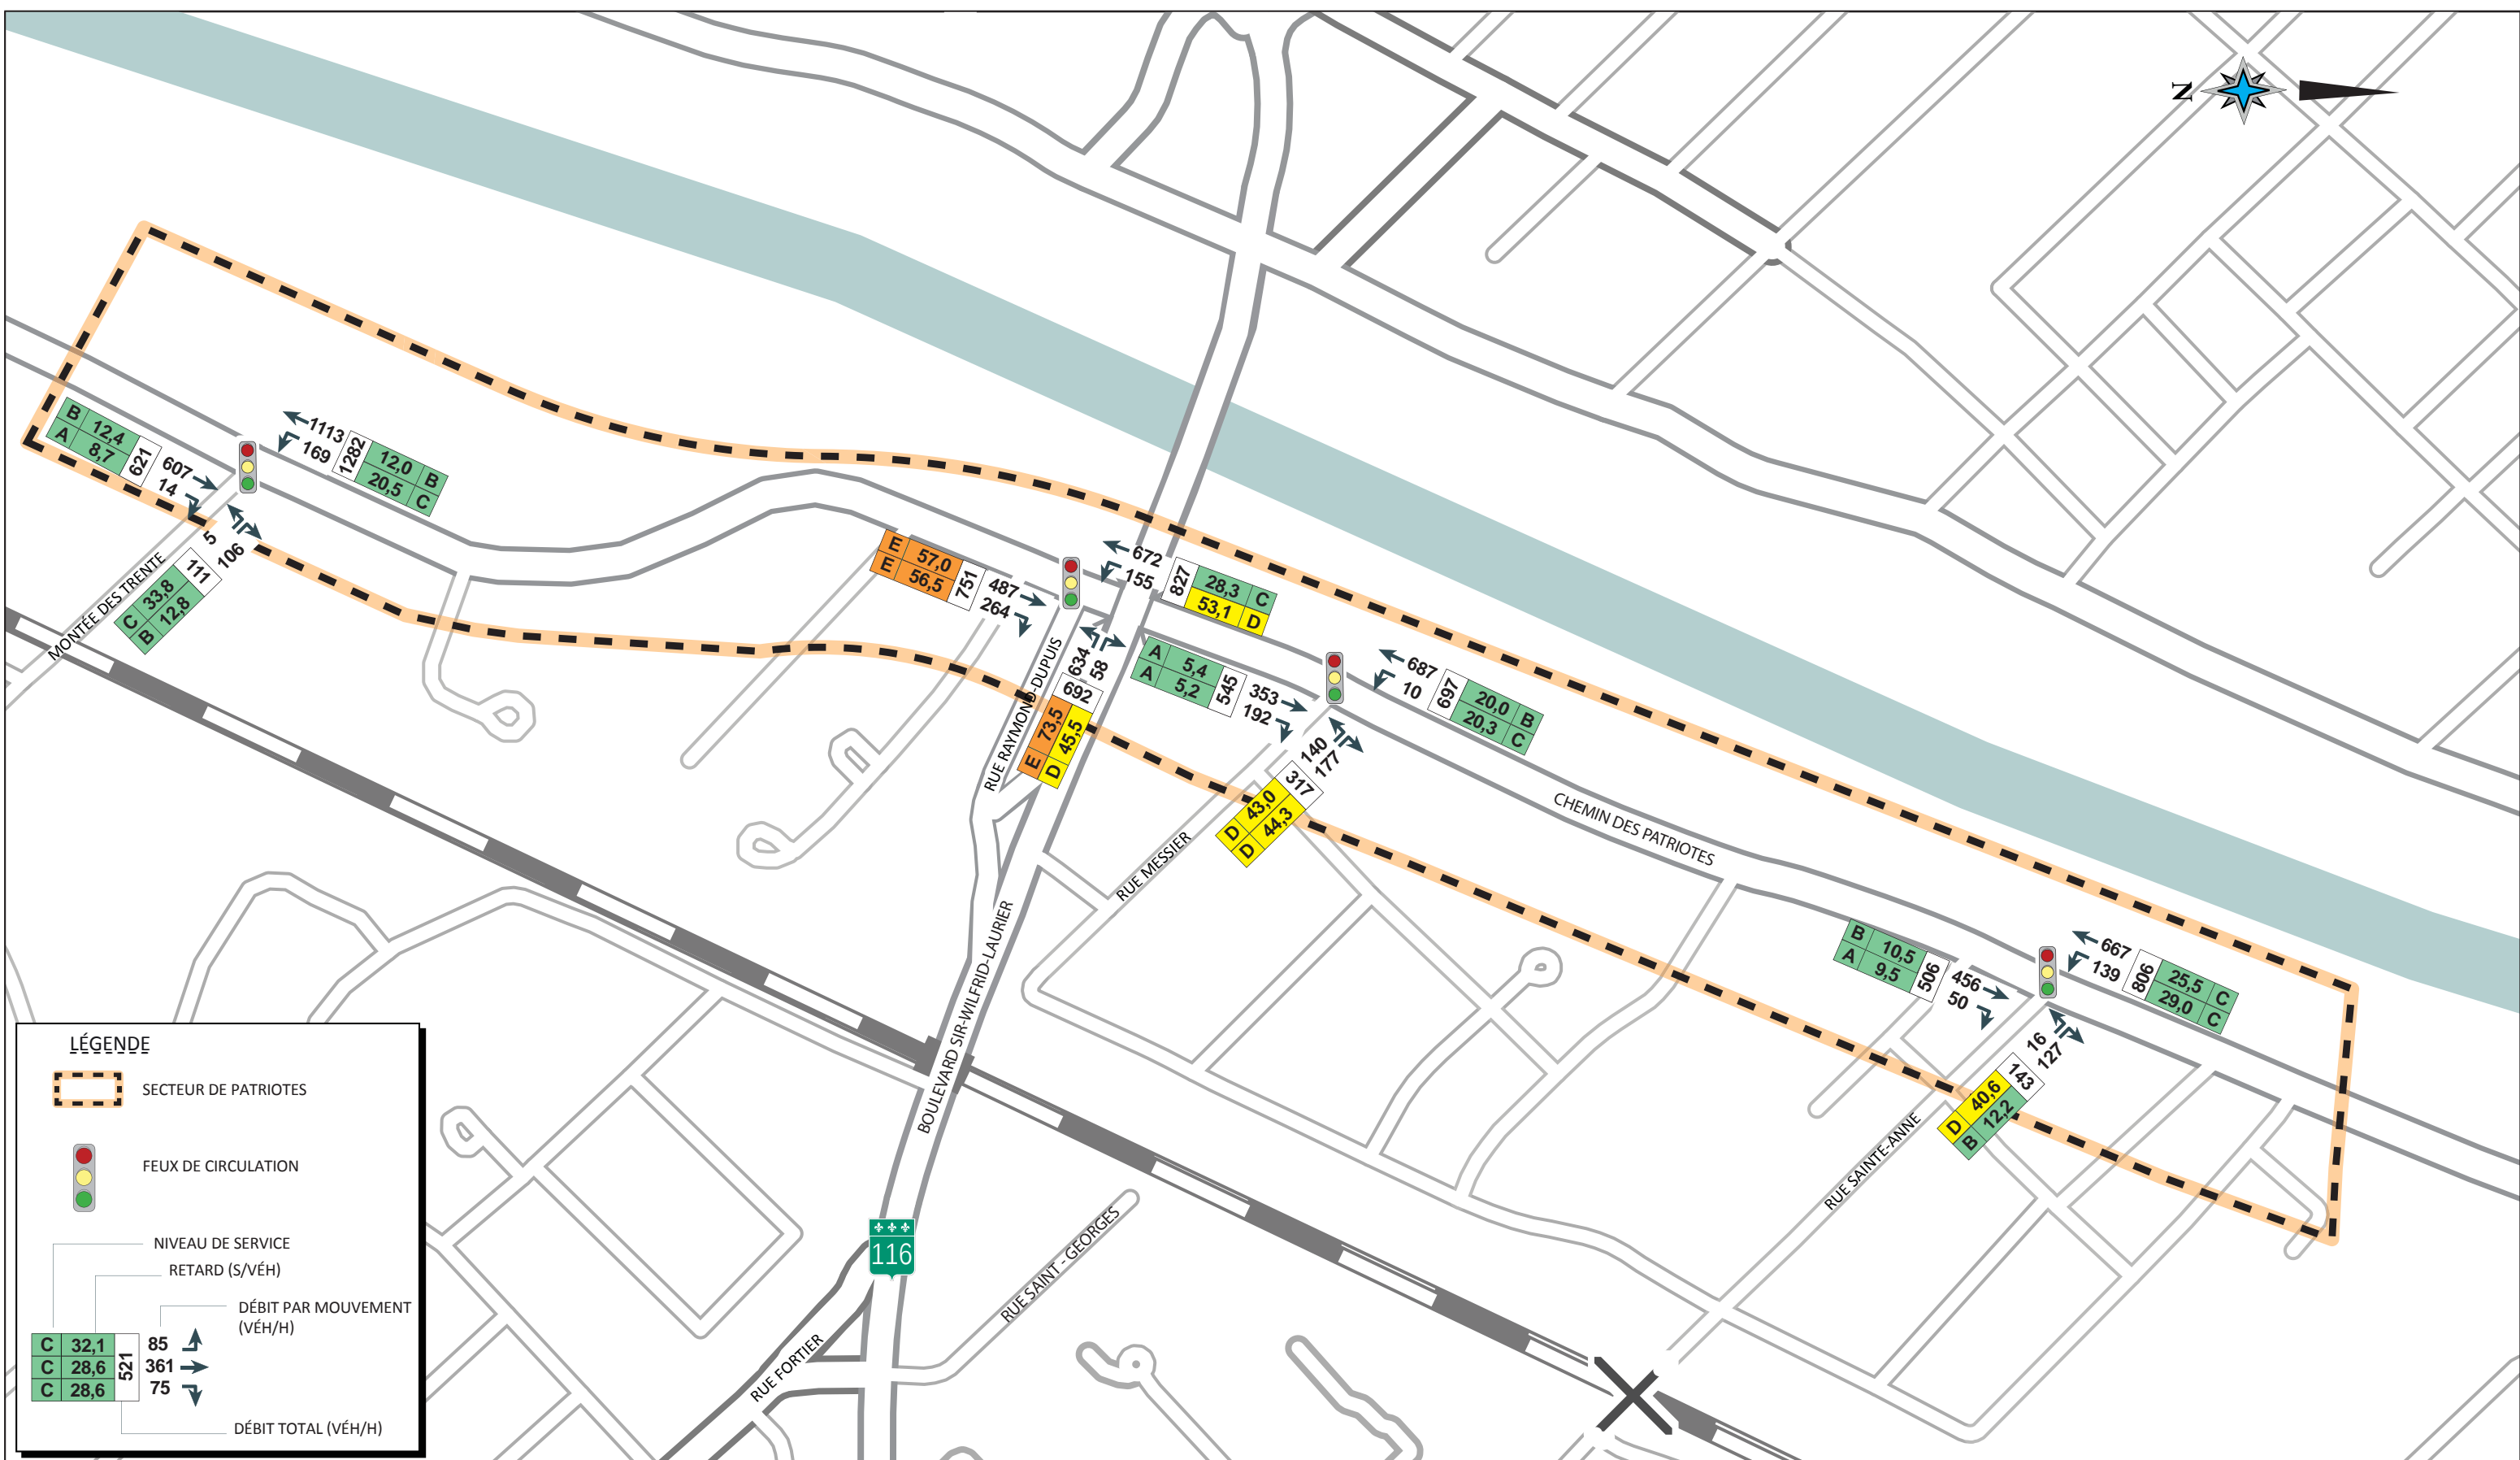 N
B 12,4
A 8,7
621
607
14
1113
169
1282
12,0 B
20,5 C
5
106
111
C 33,8
B 12,8
MONTÉE DES TRENTE
E 57,0
E 56,5
751
487
264
672
155
827
28,3 C
53,1 D
634
58
692
E 73,5
D 45,5
RUE RAYMOND-DUPUIS
A 5,4
A 5,2
545
353
192
687
10
697
20,0 B
20,3 C
140
177
317
D 43,0
D 44,3
RUE MESSIER
CHEMIN DES PATRIOTES
BOULEVARD SIR-WILFRID-LAURIER
B 10,5
A 9,5
506
456
50
667
139
806
25,5 C
29,0 C
16
127
143
D 40,6
B 12,2
RUE SAINTE-ANNE
116
RUE SAINT - GEORGES
RUE FORTIER
LÉGENDE
SECTEUR DE PATRIOTES
FEUX DE CIRCULATION
NIVEAU DE SERVICE
RETARD (S/VÉH)
DÉBIT PAR MOUVEMENT
(VÉH/H)
C 32,1
C 28,6
C 28,6
521
85
361
75
DÉBIT TOTAL (VÉH/H)